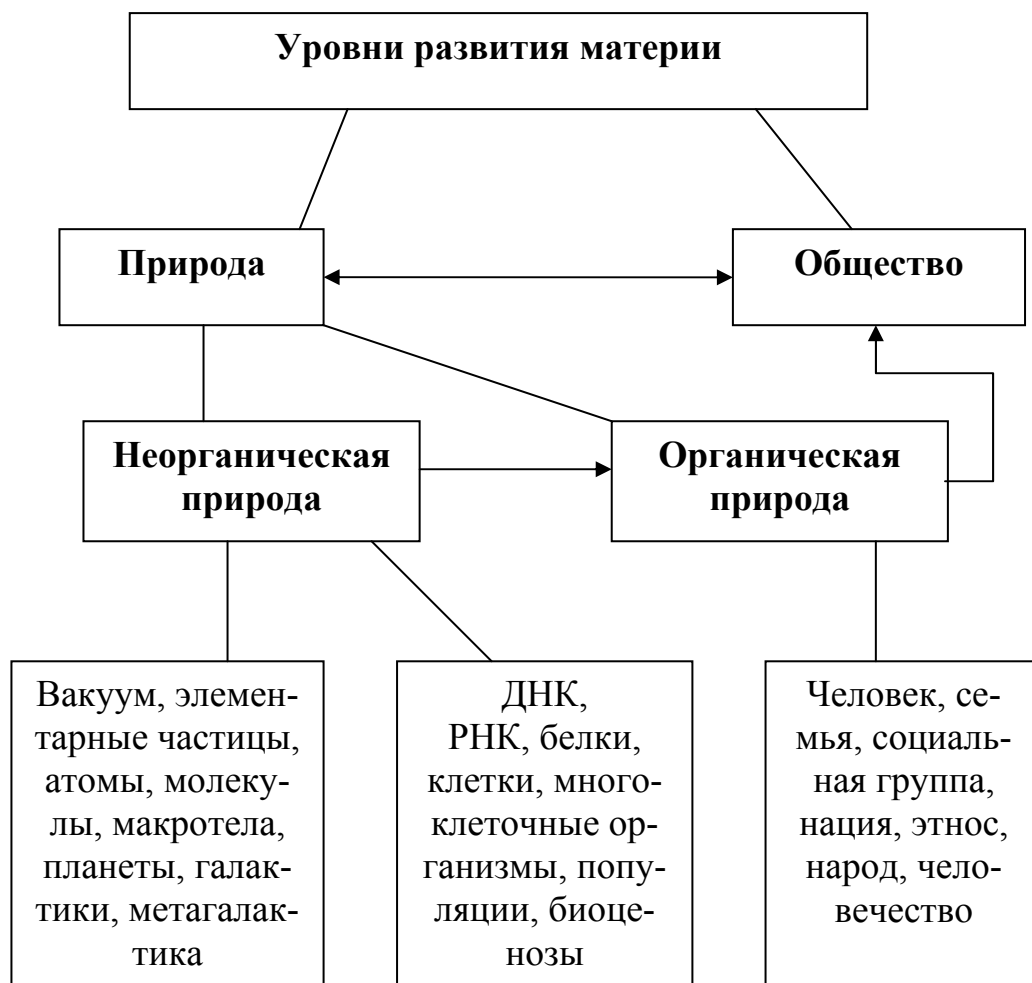 Уровни развития материи
Природа
Общество
Неорганическая
природа
Органическая
природа
Вакуум, элемен-
тарные частицы,
атомы, молеку-
лы, макротела,
планеты, галак-
тики, метагалак-
тика
ДНК,
РНК, белки,
клетки, много-
клеточные ор-
ганизмы, попу-
ляции, биоце-
нозы
Человек, се-
мья, социаль-
ная группа,
нация, этнос,
народ, чело-
вечество